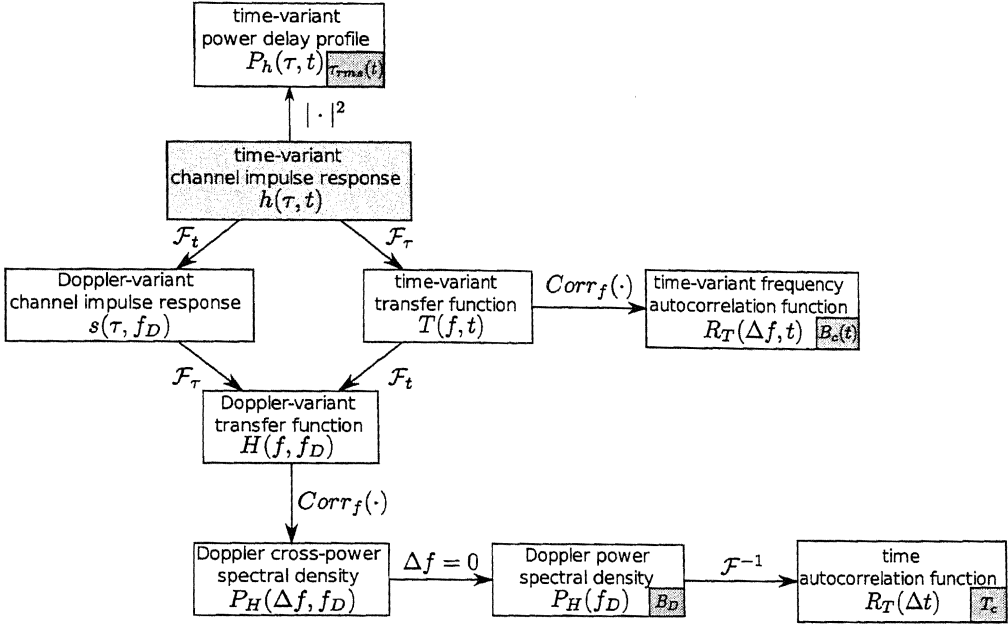 time-variant
power delay profile
P_h(τ, t) τ_rms(t)
| · |²
time-variant
channel impulse response
h(τ, t)
ℱ_t ℱ_τ
Doppler-variant
channel impulse response
s(τ, f_D)
time-variant
transfer function
T(f, t)
Corr_f(·)
time-variant frequency
autocorrelation function
R_T(Δf, t) B_c(t)
ℱ_τ ℱ_t
Doppler-variant
transfer function
H(f, f_D)
Corr_f(·)
Doppler cross-power
spectral density
P_H(Δf, f_D)
Δf = 0
Doppler power
spectral density
P_H(f_D) B_D
ℱ⁻¹
time
autocorrelation function
R_T(Δt) T_c